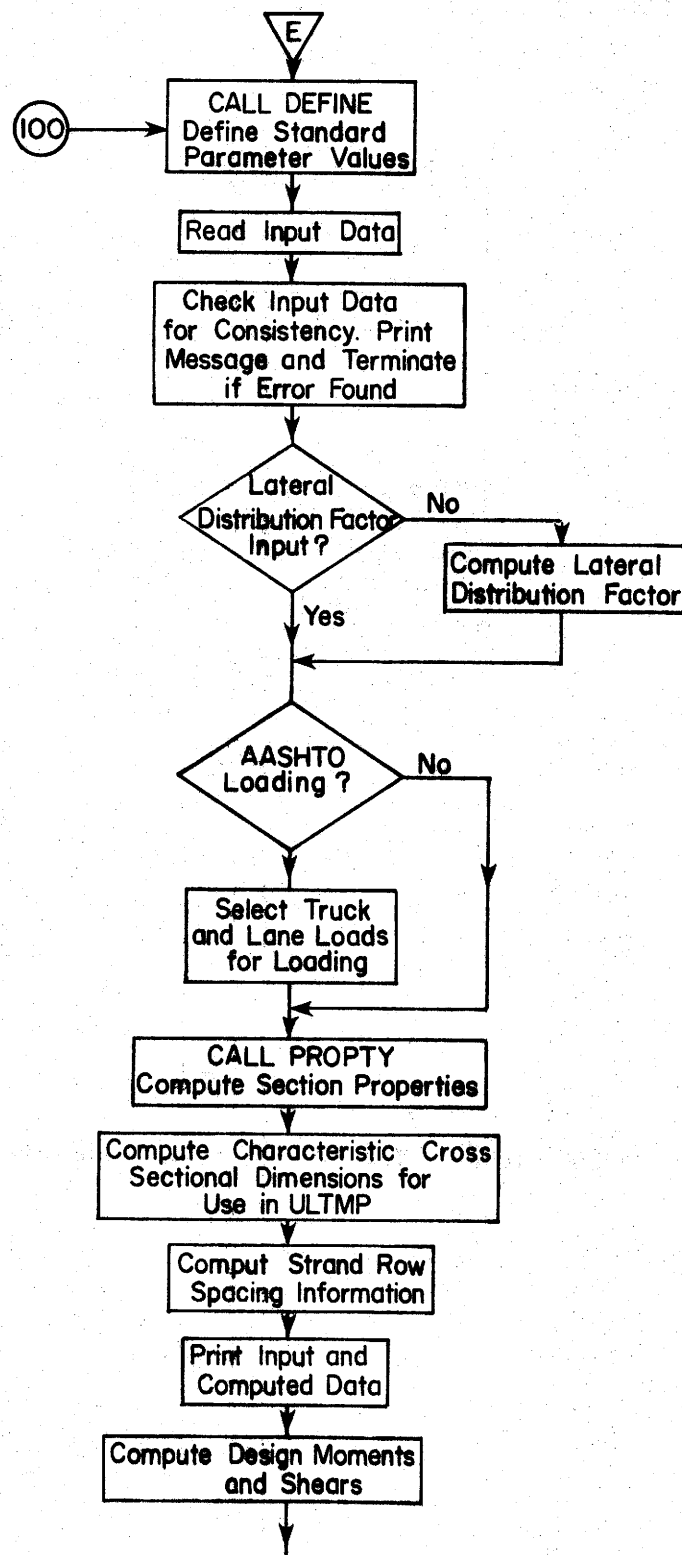 E
100
CALL DEFINE
Define Standard
Parameter Values
Read Input Data
Check Input Data
for Consistency. Print
Message and Terminate
if Error Found
Lateral
Distribution Factor
Input?
No
Compute Lateral
Distribution Factor
Yes
AASHTO
Loading?
No
Select Truck
and Lane Loads
for Loading
CALL PROPTY
Compute Section Properties
Compute Characteristic Cross
Sectional Dimensions for
Use in ULTMP
Comput Strand Row
Spacing Information
Print Input and
Computed Data
Compute Design Moments
and Shears